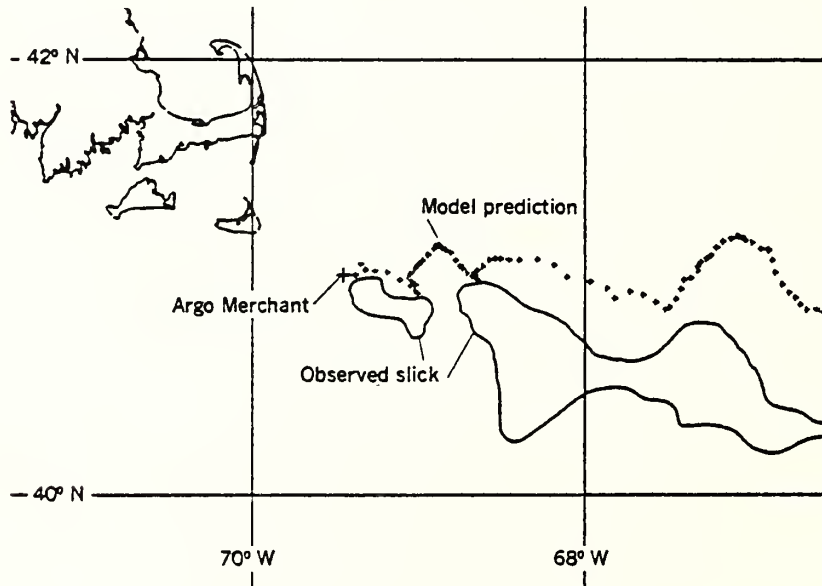 42° N
Model prediction
Argo Merchant
Observed slick
40° N
70° W
68° W